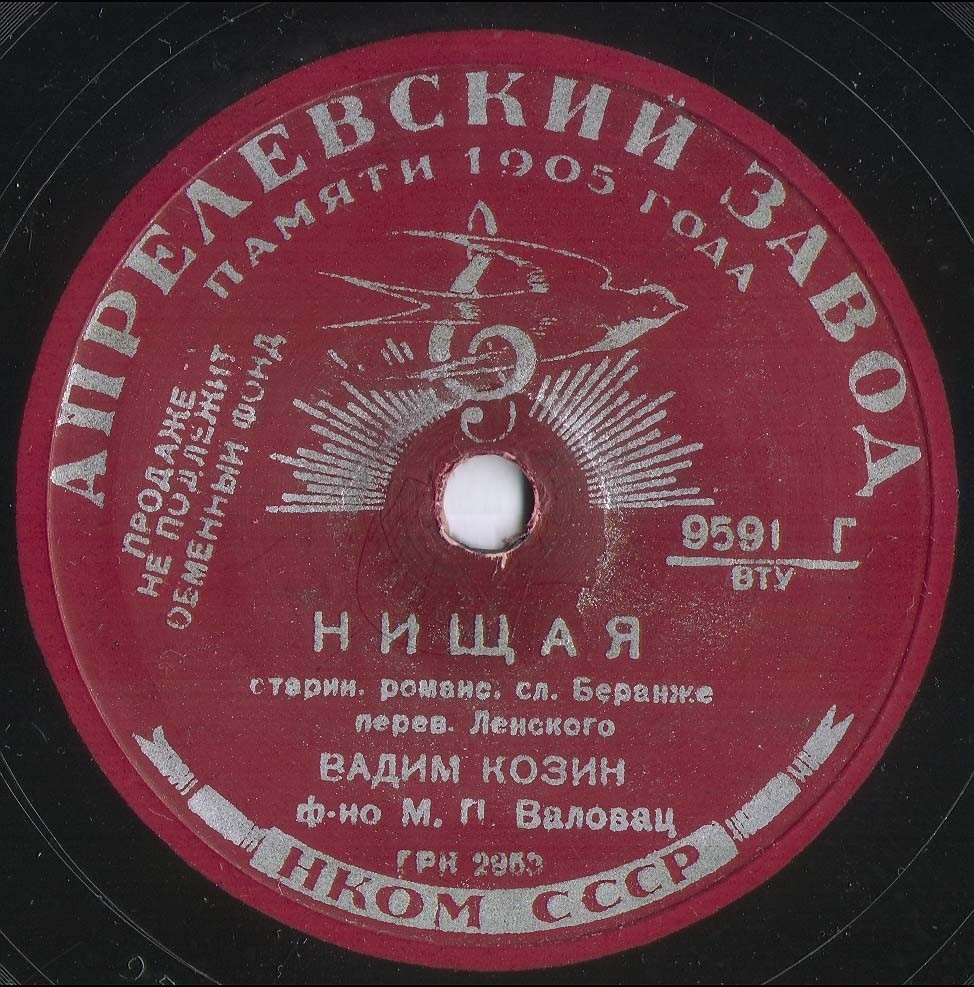 АПРЕЛЕВСКИЙ ЗАВОД
ПАМЯТИ 1905 ГОДА
ПРОДАЖЕ
НЕ ПОДЛЕЖИТ
ОБМЕННЫЙ ФОНД
9591 Г
ВТУ
НИЩАЯ
старин. романс. сл. Беранже
перев. Ленского
ВАДИМ КОЗИН
ф-но М. П. Валовац
ГРК 2953
НКОМ СССР